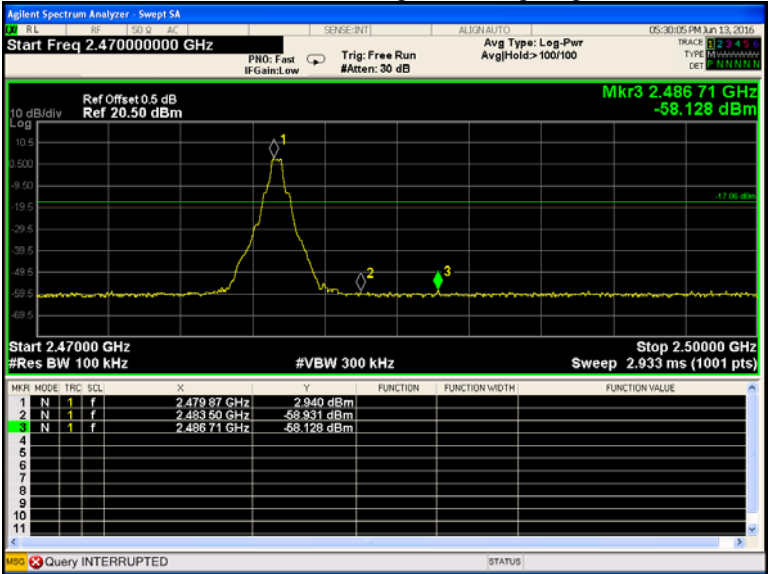 Agilent Spectrum Analyzer - Swept SA
RL RF 50 Ω AC SENSE:INT ALIGN AUTO 05:30:05 PM Jun 13, 2016
Start Freq 2.470000000 GHz
Avg Type: Log-Pwr
TRACE 1 2 3 4 5 6
PNO: Fast Trig: Free Run Avg|Hold:>100/100
TYPE M
IFGain:Low #Atten: 30 dB
DET P N N N N N
Mkr3 2.486 71 GHz
-58.128 dBm
Ref Offset 0.5 dB
10 dB/div Ref 20.50 dBm
Log
10.5
1
0.500
-9.50
-17.06 dBm
-19.5
-29.5
-39.5
-49.5
2
3
-59.5
-69.5
Start 2.47000 GHz Stop 2.50000 GHz
#Res BW 100 kHz #VBW 300 kHz Sweep 2.933 ms (1001 pts)
MKR MODE TRC SCL X Y FUNCTION FUNCTION WIDTH FUNCTION VALUE
1 N 1 f 2.479 87 GHz 2.940 dBm
2 N 1 f 2.483 50 GHz -58.931 dBm
3 N 1 f 2.486 71 GHz -58.128 dBm
4
5
6
7
8
9
10
11
MSG Query INTERRUPTED STATUS